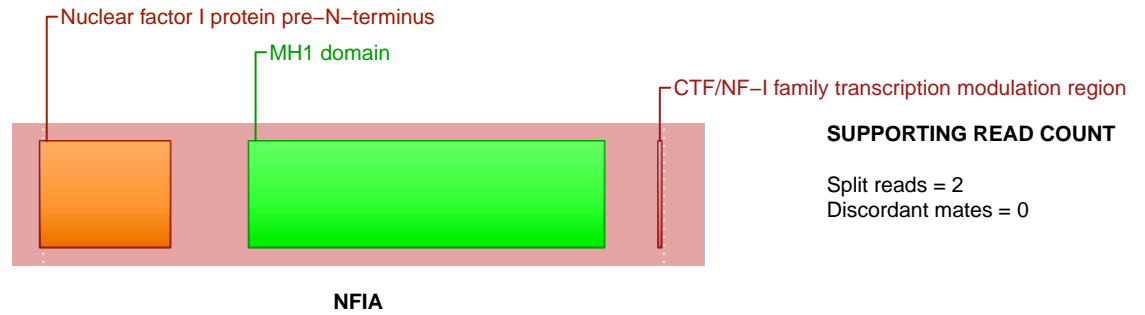 Nuclear factor I protein pre−N−terminus
MH1 domain
CTF/NF−I family transcription modulation region
SUPPORTING READ COUNT
Split reads = 2
Discordant mates = 0
NFIA